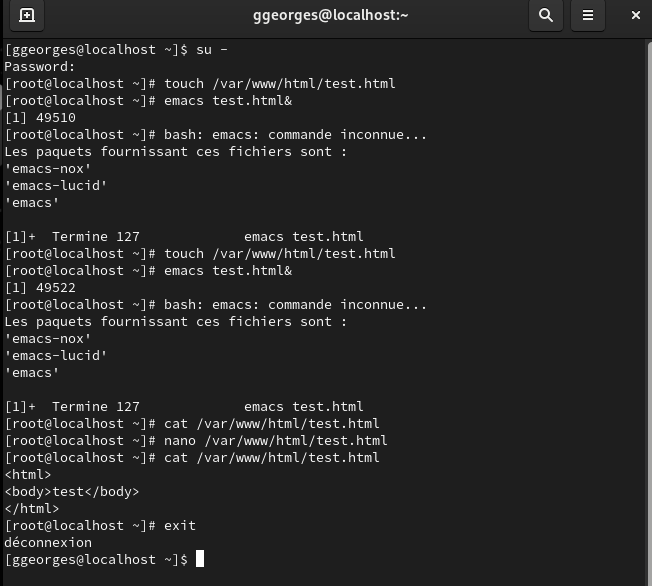 ggeorges@localhost:~
[ggeorges@localhost ~]$ su -
Password:
[root@localhost ~]# touch /var/www/html/test.html
[root@localhost ~]# emacs test.html&
[1] 49510
[root@localhost ~]# bash: emacs: commande inconnue...
Les paquets fournissant ces fichiers sont :
'emacs-nox'
'emacs-lucid'
'emacs'
[1]+  Termine 127             emacs test.html
[root@localhost ~]# touch /var/www/html/test.html
[root@localhost ~]# emacs test.html&
[1] 49522
[root@localhost ~]# bash: emacs: commande inconnue...
Les paquets fournissant ces fichiers sont :
'emacs-nox'
'emacs-lucid'
'emacs'
[1]+  Termine 127             emacs test.html
[root@localhost ~]# cat /var/www/html/test.html
[root@localhost ~]# nano /var/www/html/test.html
[root@localhost ~]# cat /var/www/html/test.html
<html>
<body>test</body>
</html>
[root@localhost ~]# exit
déconnexion
[ggeorges@localhost ~]$